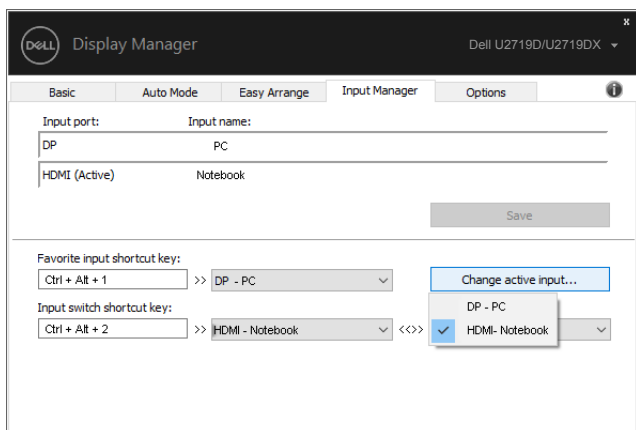 x
DELL Display Manager Dell U2719D/U2719DX
Basic Auto Mode Easy Arrange Input Manager Options i
Input port: Input name:
DP PC
HDMI (Active) Notebook
Save
Favorite input shortcut key:
Ctrl + Alt + 1 >> DP - PC Change active input...
DP - PC
Input switch shortcut key:
Ctrl + Alt + 2 >> HDMI - Notebook <<>> HDMI- Notebook